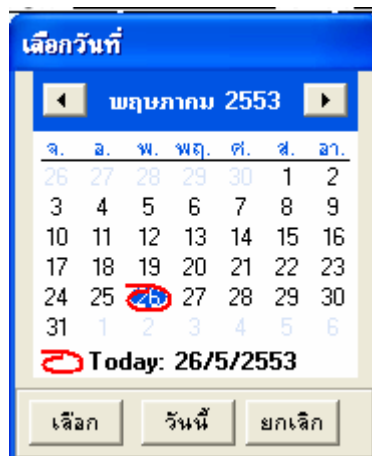 เลือกวันที่
พฤษภาคม 2553
จ. อ. พ. พฤ. ศ. ส. อา.
26 27 28 29 30 1 2
3 4 5 6 7 8 9
10 11 12 13 14 15 16
17 18 19 20 21 22 23
24 25 26 27 28 29 30
31 1 2 3 4 5 6
Today: 26/5/2553
เลือก วันนี้ ยกเลิก